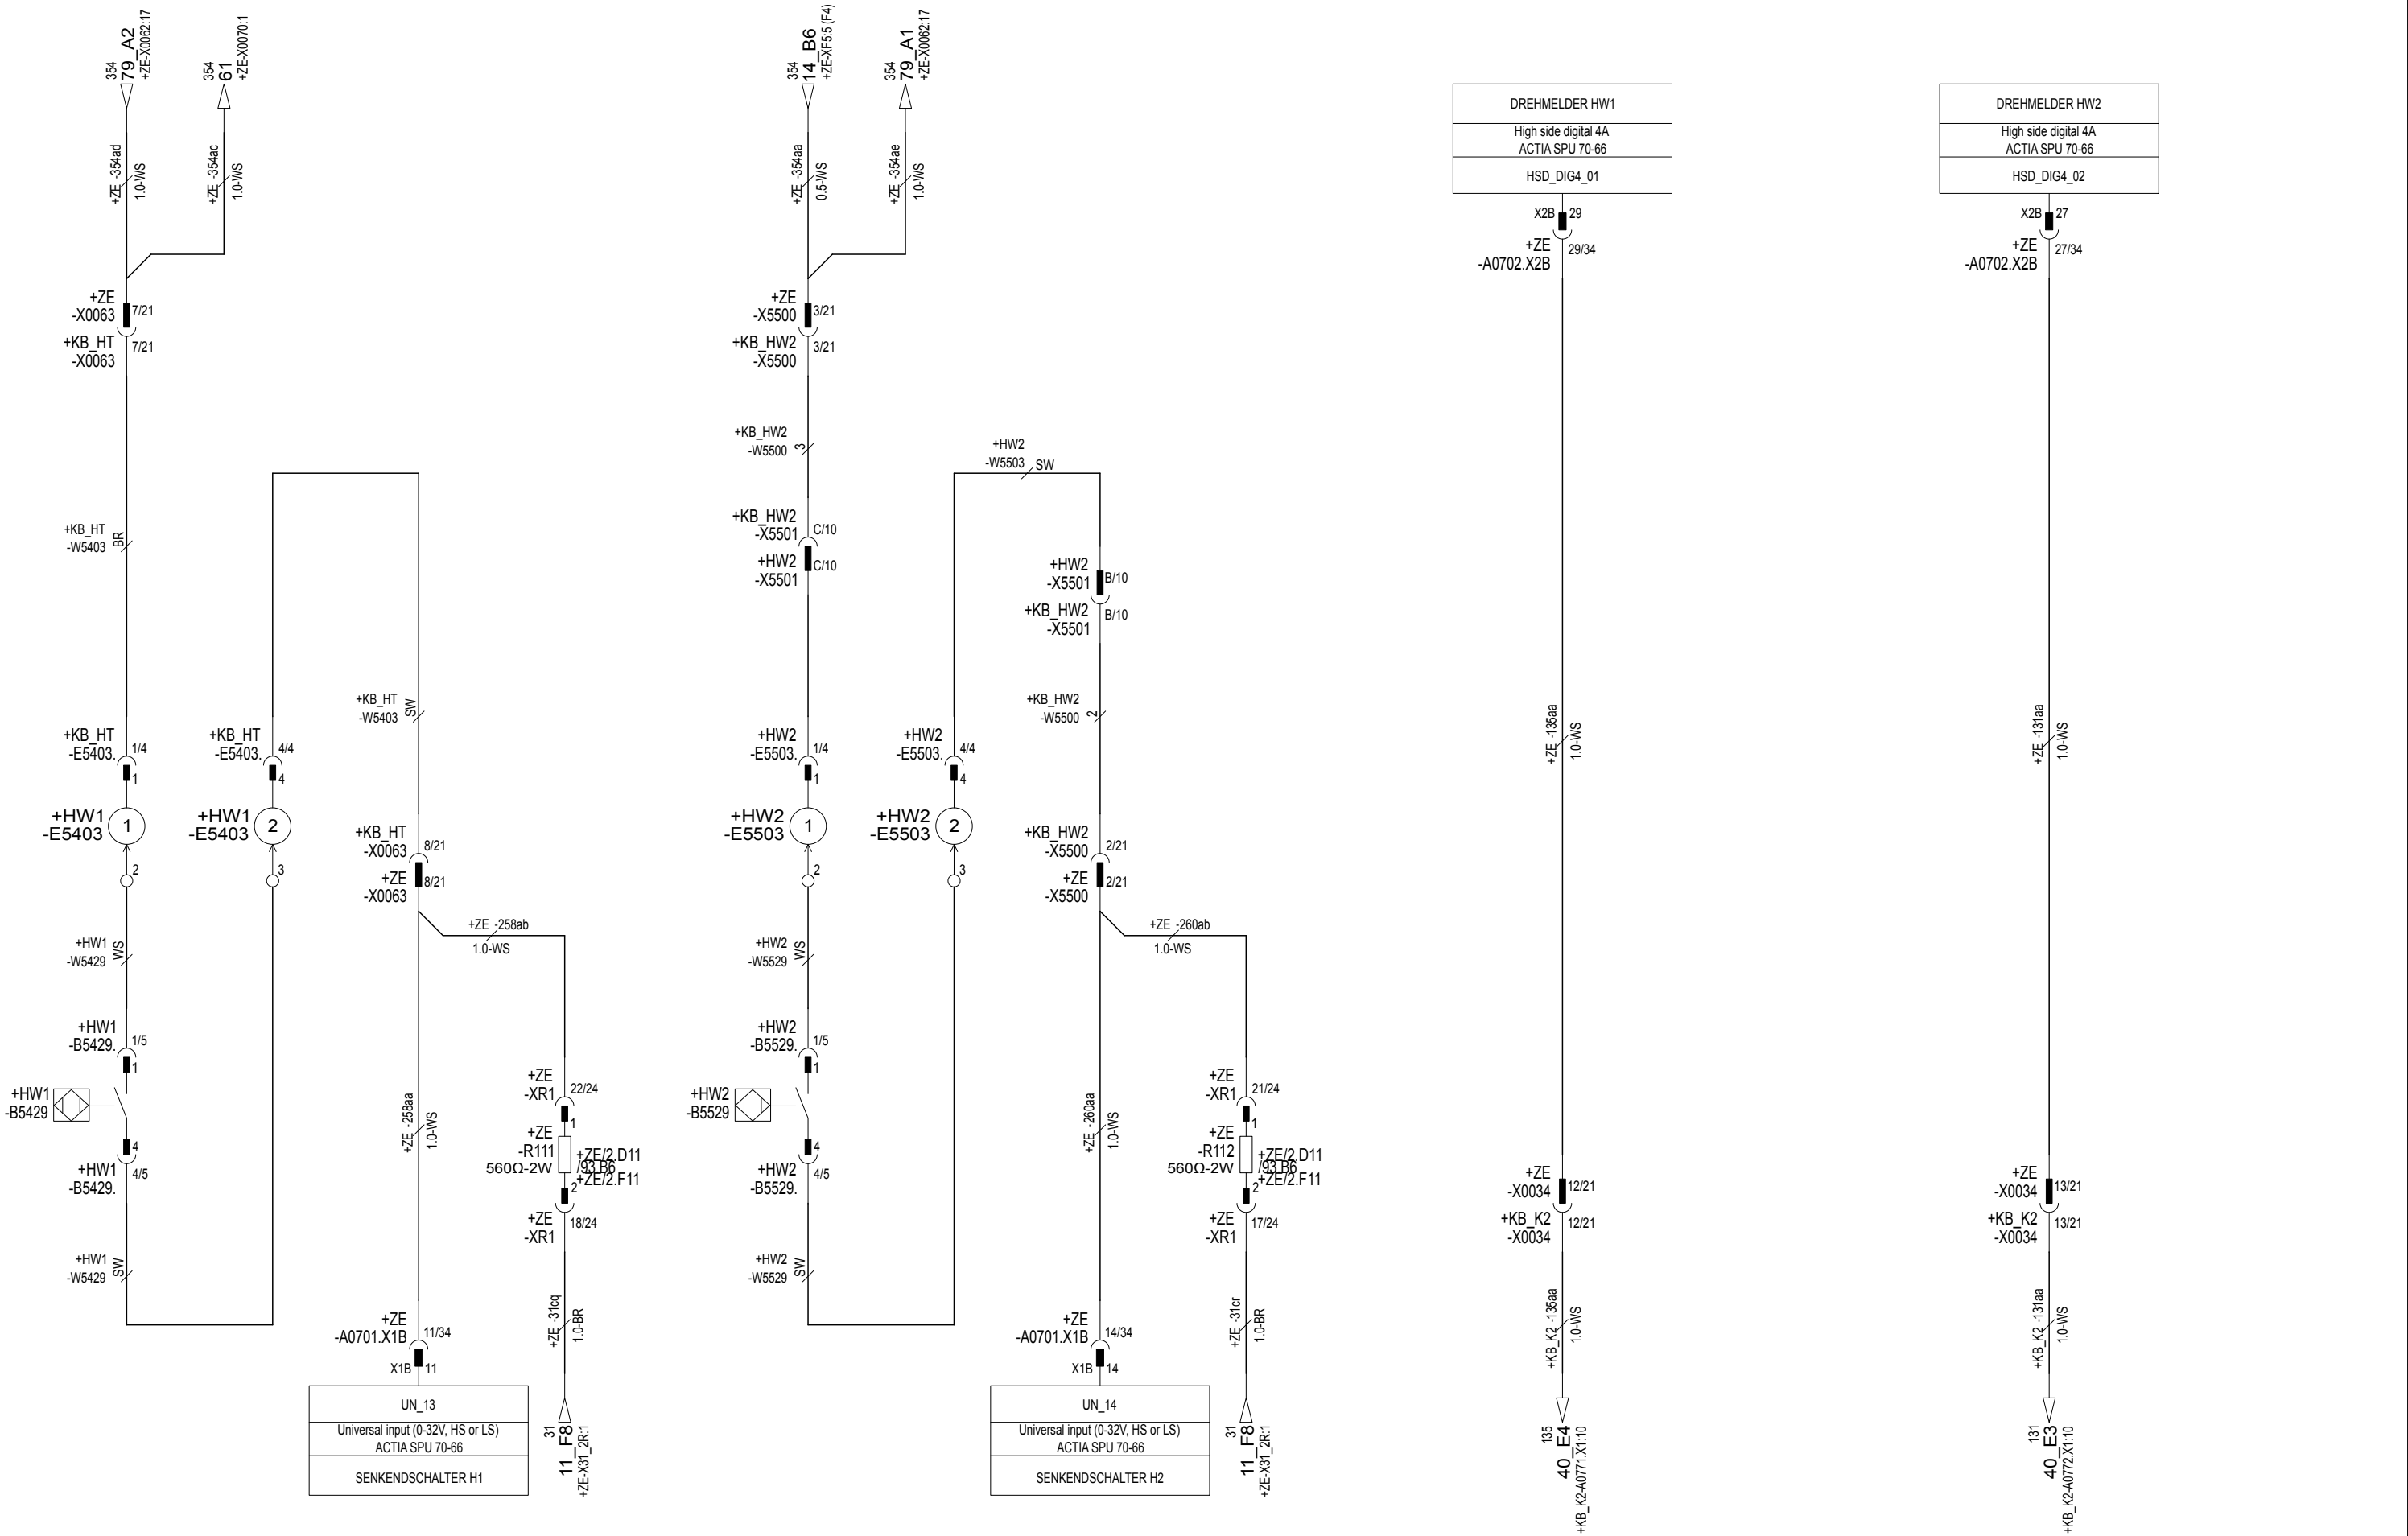 354
79_A2
+ZE-X0062:17
354
61
+ZE-X0070:1
+ZE -354ad
1.0-WS
+ZE -354ac
1.0-WS
+ZE
-X0063
7/21
+KB_HT
-X0063
7/21
+KB_HT
-W5403
BR
+KB_HT
-E5403.
1/4
1
+HW1
-E5403
1
2
+HW1
-W5429
WS
+HW1
-B5429.
1/5
1
+HW1
-B5429
4
+HW1
-B5429.
4/5
+HW1
-W5429
SW
+KB_HT
-E5403.
4/4
4
+HW1
-E5403
2
3
+KB_HT
-W5403
SW
+KB_HT
-X0063
8/21
+ZE
-X0063
8/21
+ZE -258ab
1.0-WS
+ZE -258aa
1.0-WS
+ZE
-XR1
22/24
1
+ZE
-R111
560Ω-2W
+ZE/2.D11
/93.B6
+ZE/2.F11
2
+ZE
-XR1
18/24
+ZE -31cq
1.0-BR
31
11_F8
+ZE-X31_2R:1
+ZE
-A0701.X1B
11/34
X1B
11
UN_13
Universal input (0-32V, HS or LS)
ACTIA SPU 70-66
SENKENDSCHALTER H1
354
14_B6
+ZE-XF5:5 (F4)
354
79_A1
+ZE-X0062:17
+ZE -354aa
0.5-WS
+ZE -354ae
1.0-WS
+ZE
-X5500
3/21
+KB_HW2
-X5500
3/21
+KB_HW2
-W5500
3
+KB_HW2
-X5501
C/10
+HW2
-X5501
C/10
+HW2
-E5503.
1/4
1
+HW2
-E5503
1
2
+HW2
-W5529
WS
+HW2
-B5529.
1/5
1
+HW2
-B5529
4
+HW2
-B5529.
4/5
+HW2
-W5529
SW
+HW2
-W5503
SW
+HW2
-E5503.
4/4
4
+HW2
-E5503
2
3
+HW2
-X5501
B/10
+KB_HW2
-X5501
B/10
+KB_HW2
-W5500
2
+KB_HW2
-X5500
2/21
+ZE
-X5500
2/21
+ZE -260ab
1.0-WS
+ZE -260aa
1.0-WS
+ZE
-XR1
21/24
1
+ZE
-R112
560Ω-2W
+ZE/2.D11
/93.B6
+ZE/2.F11
2
+ZE
-XR1
17/24
+ZE -31cr
1.0-BR
31
11_F8
+ZE-X31_2R:1
+ZE
-A0701.X1B
14/34
X1B
14
UN_14
Universal input (0-32V, HS or LS)
ACTIA SPU 70-66
SENKENDSCHALTER H2
DREHMELDER HW1
High side digital 4A
ACTIA SPU 70-66
HSD_DIG4_01
X2B
29
+ZE
-A0702.X2B
29/34
+ZE -135aa
1.0-WS
+ZE
-X0034
12/21
+KB_K2
-X0034
12/21
+KB_K2 -135aa
1.0-WS
135
40_E4
+KB_K2-A0771.X1:10
DREHMELDER HW2
High side digital 4A
ACTIA SPU 70-66
HSD_DIG4_02
X2B
27
+ZE
-A0702.X2B
27/34
+ZE -131aa
1.0-WS
+ZE
-X0034
13/21
+KB_K2
-X0034
13/21
+KB_K2 -131aa
1.0-WS
131
40_E3
+KB_K2-A0772.X1:10